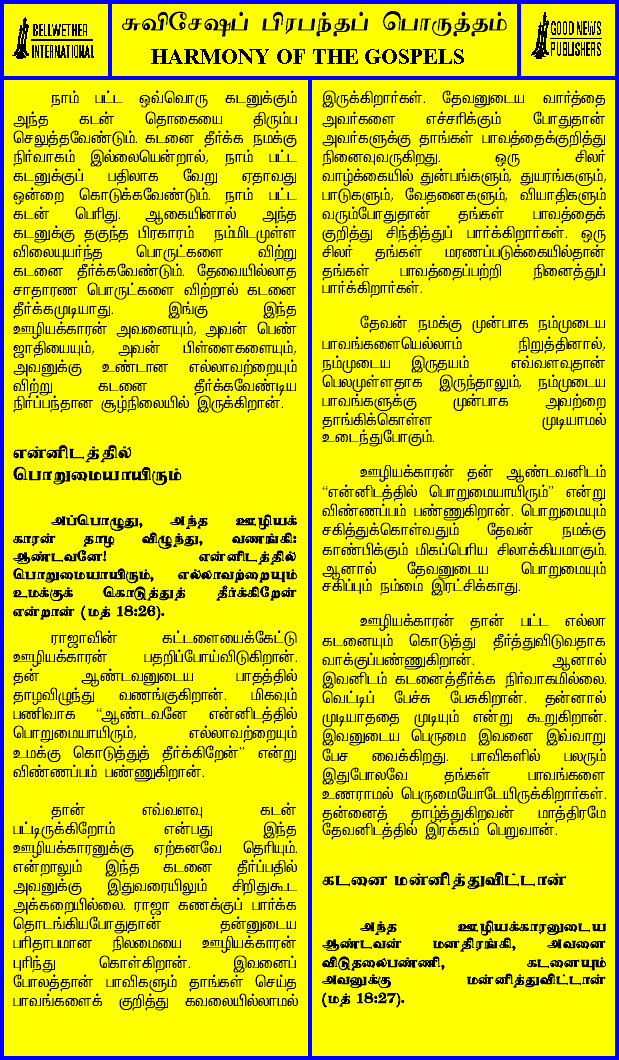 BELLWETHER
INTERNATIONAL
சுவிசேஷப் பிரபந்தப் பொருத்தம்
HARMONY OF THE GOSPELS
GOOD NEWS
PUBLISHERS
நாம் பட்ட ஒவ்வொரு கடனுக்கும்
அந்த கடன் தொகையை திரும்ப
செலுத்தவேண்டும். கடனை தீர்க்க நமக்கு
நிர்வாகம் இல்லையென்றால், நாம் பட்ட
கடனுக்குப் பதிலாக வேறு ஏதாவது
ஒன்றை கொடுக்கவேண்டும். நாம் பட்ட
கடன் பெரிது. ஆகையினால் அந்த
கடனுக்கு தகுந்த பிரகாரம் நம்மிடமுள்ள
விலையுயர்ந்த பொருட்களை விற்று
கடனை தீர்க்கவேண்டும். தேவையில்லாத
சாதாரண பொருட்களை விற்றால் கடனை
தீர்க்கமுடியாது. இங்கு இந்த
ஊழியக்காரன் அவனையும், அவன் பெண்
ஜாதியையும், அவன் பிள்ளைகளையும்,
அவனுக்கு உண்டான எல்லாவற்றையும்
விற்று கடனை தீர்க்கவேண்டிய
நிர்ப்பந்தான சூழ்நிலையில் இருக்கிறான்.
என்னிடத்தில்
பொறுமையாயிரும்
அப்பொழுது, அந்த ஊழியக்
காரன் தாழ விழுந்து, வணங்கி:
ஆண்டவனே! என்னிடத்தில்
பொறுமையாயிரும், எல்லாவற்றையும்
உமக்குக் கொடுத்துத் தீர்க்கிறேன்
என்றான் (மத் 18:26).
ராஜாவின் கட்டளையைக்கேட்டு
ஊழியக்காரன் பதறிப்போய்விடுகிறான்.
தன் ஆண்டவனுடைய பாதத்தில்
தாழவிழுந்து வணங்குகிறான். மிகவும்
பணிவாக “ஆண்டவனே என்னிடத்தில்
பொறுமையாயிரும், எல்லாவற்றையும்
உமக்கு கொடுத்துத் தீர்க்கிறேன்” என்று
விண்ணப்பம் பண்ணுகிறான்.
தான் எவ்வளவு கடன்
பட்டிருக்கிறோம் என்பது இந்த
ஊழியக்காரனுக்கு ஏற்கனவே தெரியும்.
என்றாலும் இந்த கடனை தீர்ப்பதில்
அவனுக்கு இதுவரையிலும் சிறிதுகூட
அக்கறையில்லை. ராஜா கணக்குப் பார்க்க
தொடங்கியபோதுதான் தன்னுடைய
பரிதாபமான நிலமையை ஊழியக்காரன்
புரிந்து கொள்கிறான். இவனைப்
போலத்தான் பாவிகளும் தாங்கள் செய்த
பாவங்களைக் குறித்து கவலையில்லாமல்
இருக்கிறார்கள். தேவனுடைய வார்த்தை
அவர்களை எச்சரிக்கும் போதுதான்
அவர்களுக்கு தாங்கள் பாவத்தைக்குறித்து
நினைவுவருகிறது. ஒரு சிலர்
வாழ்க்கையில் துன்பங்களும், துயரங்களும்,
பாடுகளும், வேதனைகளும், வியாதிகளும்
வரும்போதுதான் தங்கள் பாவத்தைக்
குறித்து சிந்தித்துப் பார்க்கிறார்கள். ஒரு
சிலர் தங்கள் மரணப்படுக்கையில்தான்
தங்கள் பாவத்தைப்பற்றி நினைத்துப்
பார்க்கிறார்கள்.
தேவன் நமக்கு முன்பாக நம்முடைய
பாவங்களையெல்லாம் நிறுத்தினால்,
நம்முடைய இருதயம் எவ்வளவுதான்
பெலமுள்ளதாக இருந்தாலும், நம்முடைய
பாவங்களுக்கு முன்பாக அவற்றை
தாங்கிக்கொள்ள முடியாமல்
உடைந்துபோகும்.
ஊழியக்காரன் தன் ஆண்டவனிடம்
“என்னிடத்தில் பொறுமையாயிரும்” என்று
விண்ணப்பம் பண்ணுகிறான். பொறுமையும்
சகித்துக்கொள்வதும் தேவன் நமக்கு
காண்பிக்கும் மிகப்பெரிய சிலாக்கியமாகும்.
ஆனால் தேவனுடைய பொறுமையும்
சகிப்பும் நம்மை இரட்சிக்காது.
ஊழியக்காரன் தான் பட்ட எல்லா
கடனையும் கொடுத்து தீர்த்துவிடுவதாக
வாக்குப்பண்ணுகிறான். ஆனால்
இவனிடம் கடனைத்தீர்க்க நிர்வாகமில்லை.
வெட்டிப் பேச்சு பேசுகிறான். தன்னால்
முடியாததை முடியும் என்று கூறுகிறான்.
இவனுடைய பெருமை இவனை இவ்வாறு
பேச வைக்கிறது. பாவிகளில் பலரும்
இதுபோலவே தங்கள் பாவங்களை
உணராமல் பெருமையோடேயிருக்கிறார்கள்.
தன்னைத் தாழ்த்துகிறவன் மாத்திரமே
தேவனிடத்தில் இரக்கம் பெறுவான்.
கடனை மன்னித்துவிட்டான்
அந்த ஊழியக்காரனுடைய
ஆண்டவன் மனதிரங்கி, அவனை
விடுதலைபண்ணி, கடனையும்
அவனுக்கு மன்னித்துவிட்டான்
(மத் 18:27).